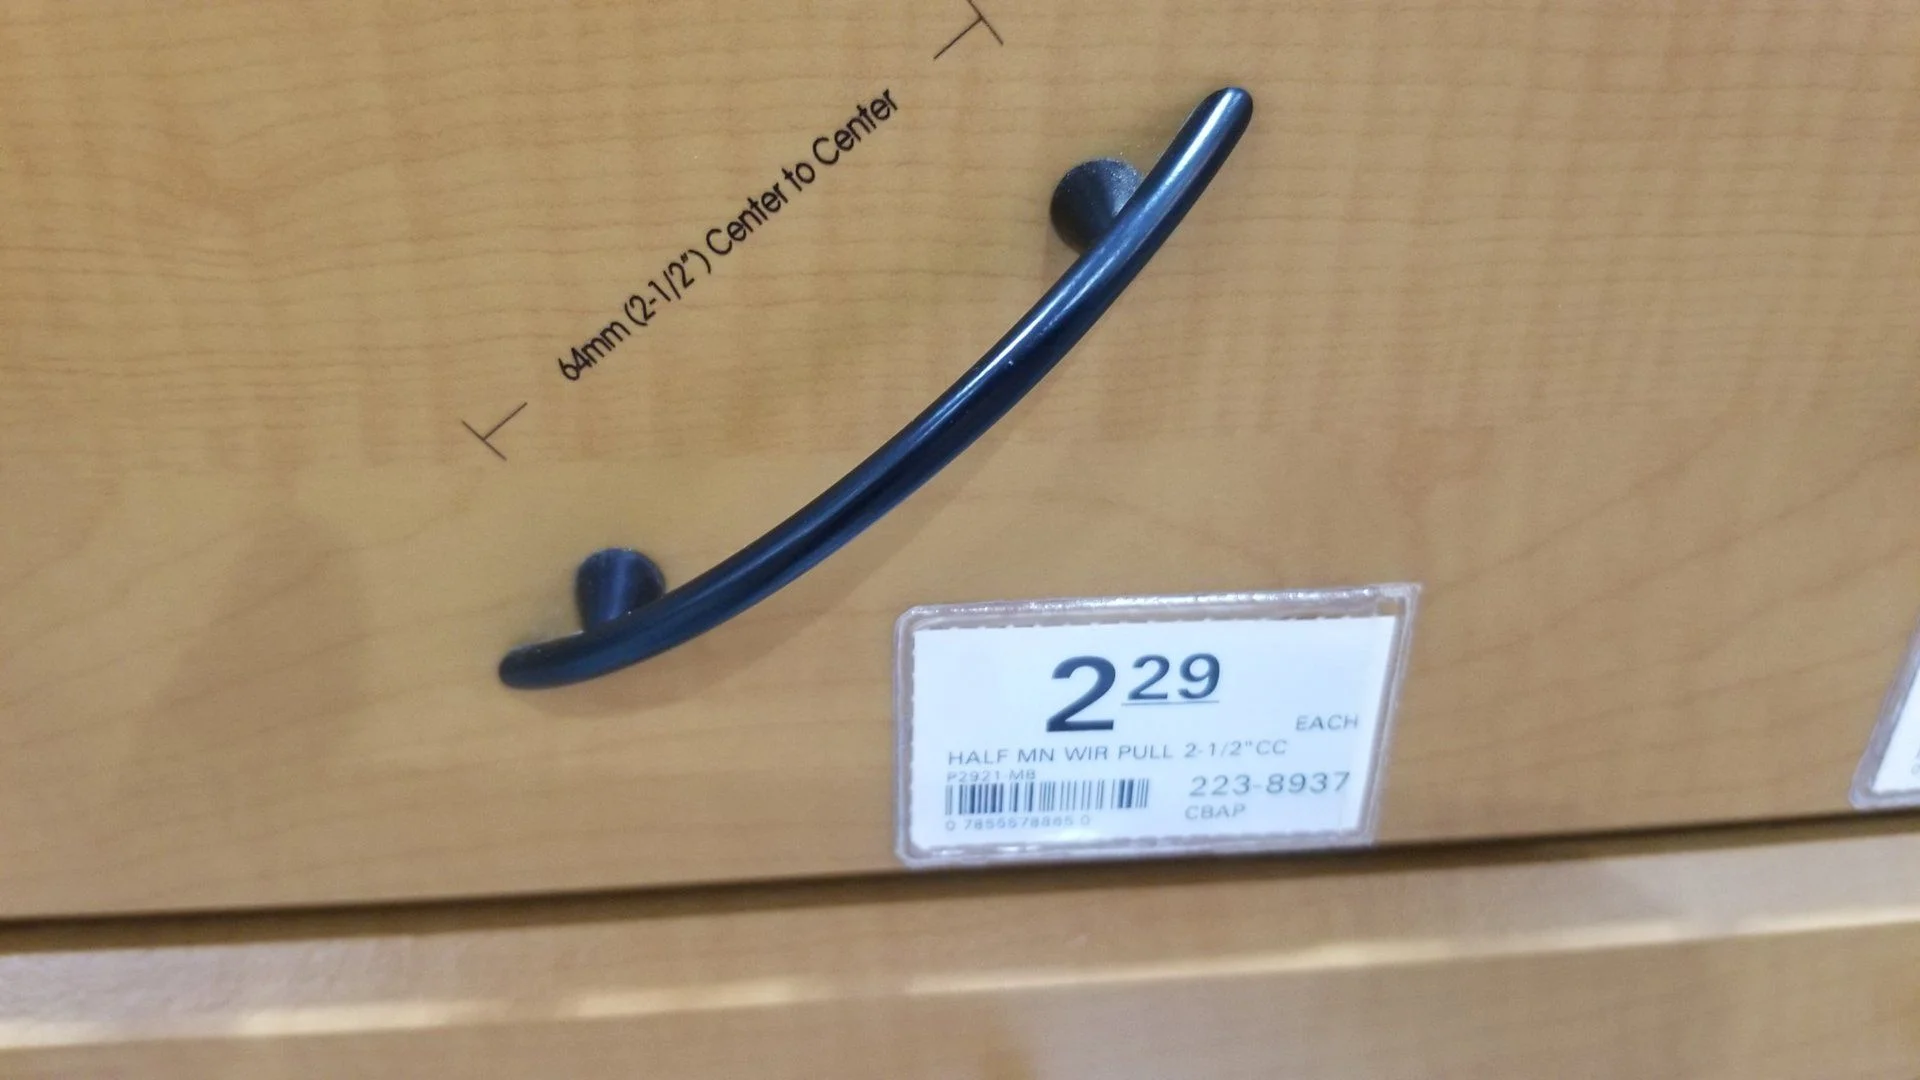 64mm (2-1/2") Center to Center
2 29
EACH
HALF MN WIR PULL 2-1/2"CC
P2921-MB
223-8937
CBAP